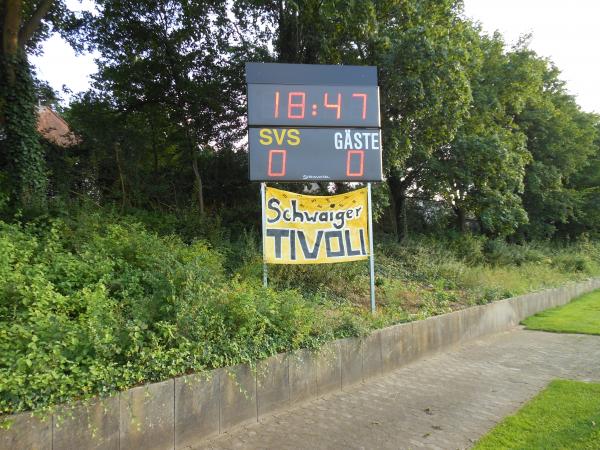 18:47
SVS GÄSTE
0 0
Schwaiger
TIVOLI